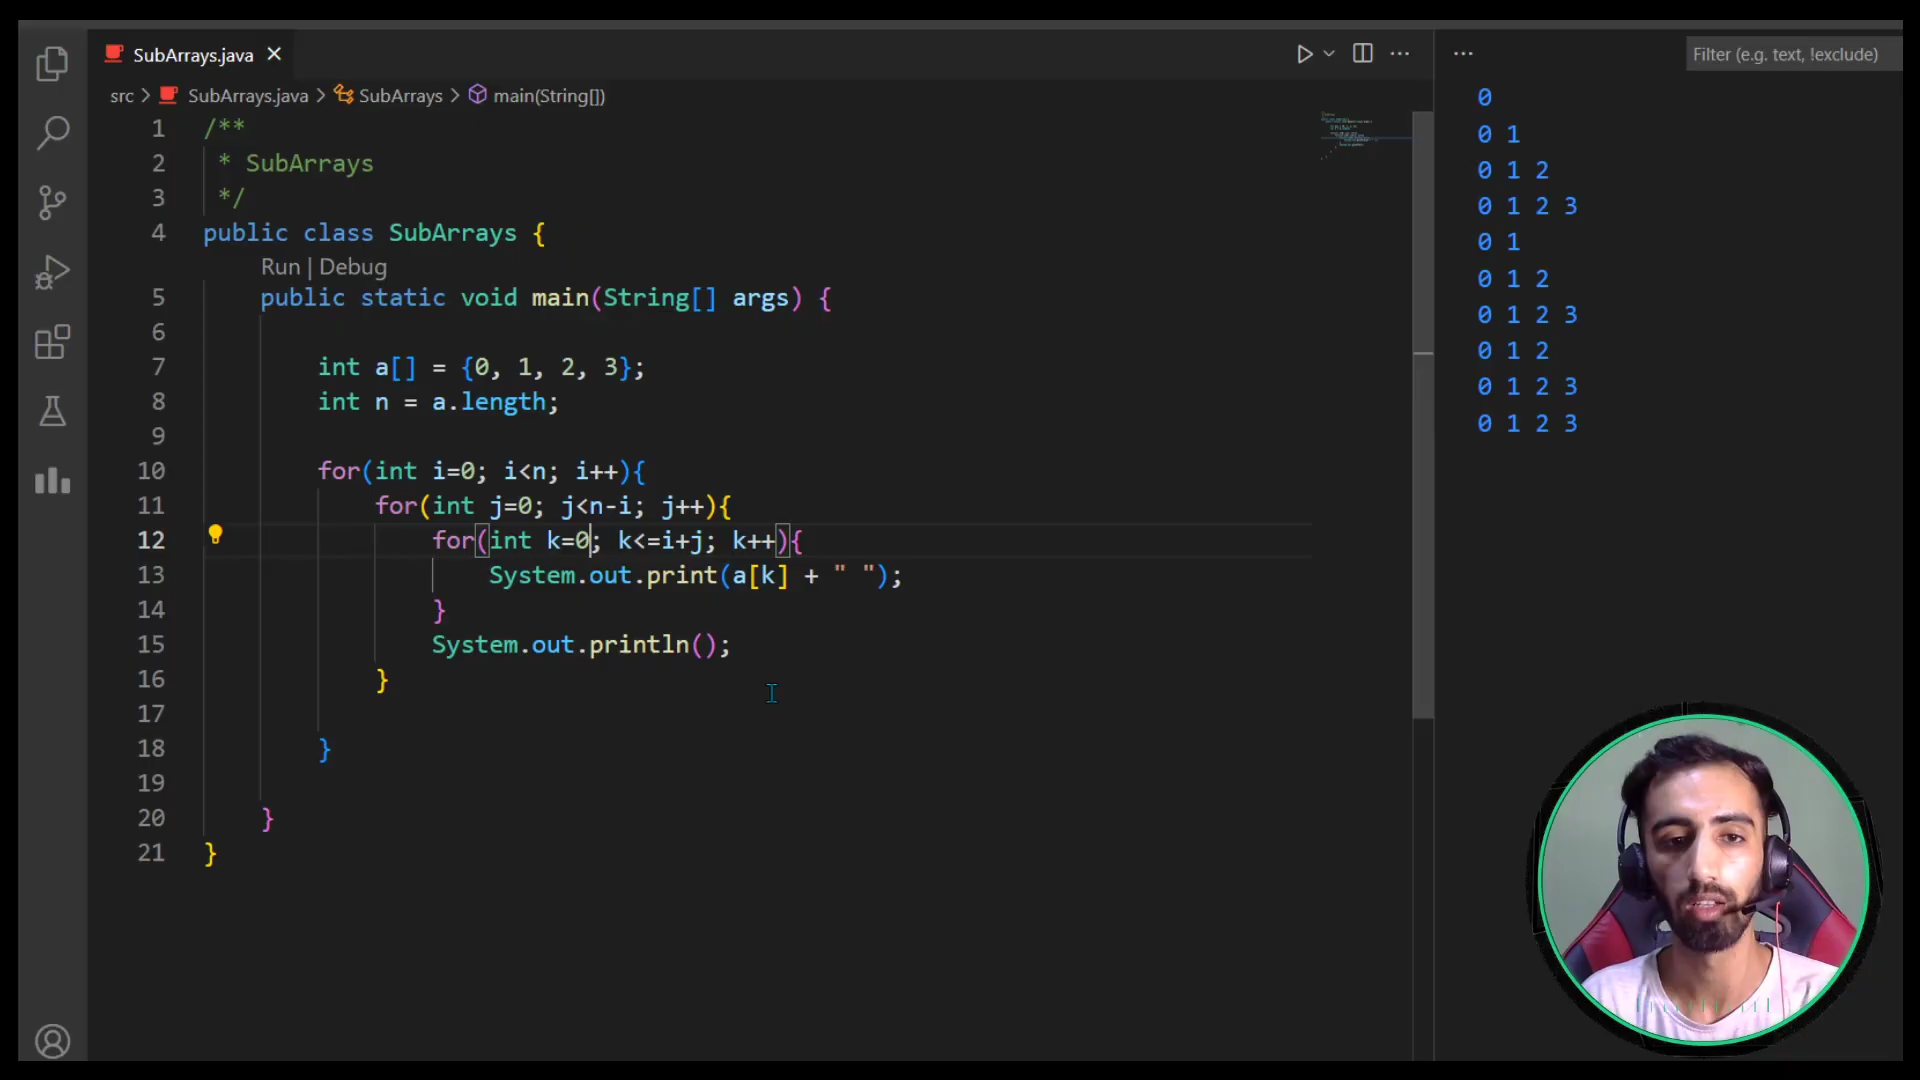 SubArrays.java
Filter (e.g. text, !exclude)
src > SubArrays.java > SubArrays > main(String[])
1 /**
2 * SubArrays
3 */
4 public class SubArrays {
Run | Debug
5 public static void main(String[] args) {
6
7 int a[] = {0, 1, 2, 3};
8 int n = a.length;
9
10 for(int i=0; i<n; i++){
11 for(int j=0; j<n-i; j++){
12 for(int k=0; k<=i+j; k++){
13 System.out.print(a[k] + " ");
14 }
15 System.out.println();
16 }
17
18 }
19
20 }
21 }
0
0 1
0 1 2
0 1 2 3
0 1
0 1 2
0 1 2 3
0 1 2
0 1 2 3
0 1 2 3